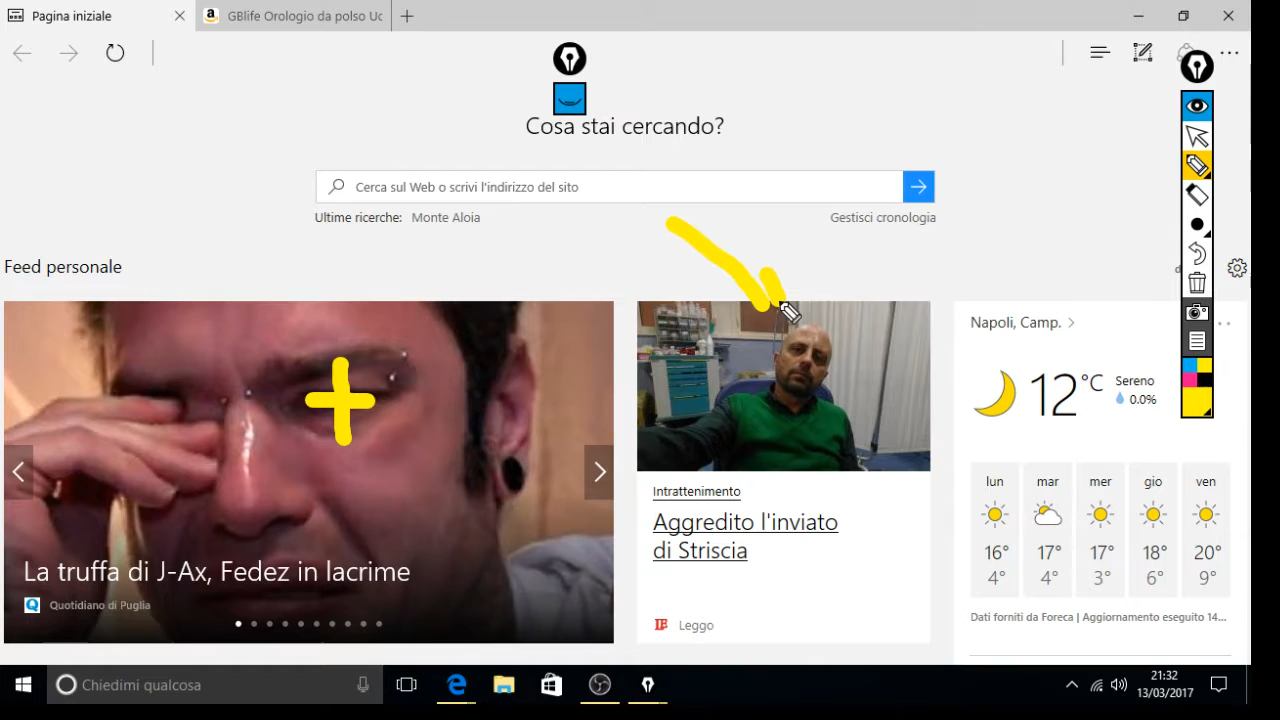 Pagina iniziale
GBlife Orologio da polso Uc
Cosa stai cercando?
Cerca sul Web o scrivi l'indirizzo del sito
Ultime ricerche: Monte Aloia
Gestisci cronologia
Feed personale
La truffa di J-Ax, Fedez in lacrime
Quotidiano di Puglia
Intrattenimento
Aggredito l'inviato
di Striscia
Leggo
Napoli, Camp.
12 °C
Sereno
0.0%
lun mar mer gio ven
16° 17° 17° 18° 20°
4° 4° 3° 6° 9°
Dati forniti da Foreca | Aggiornamento eseguito 14...
Chiedimi qualcosa
21:32
13/03/2017